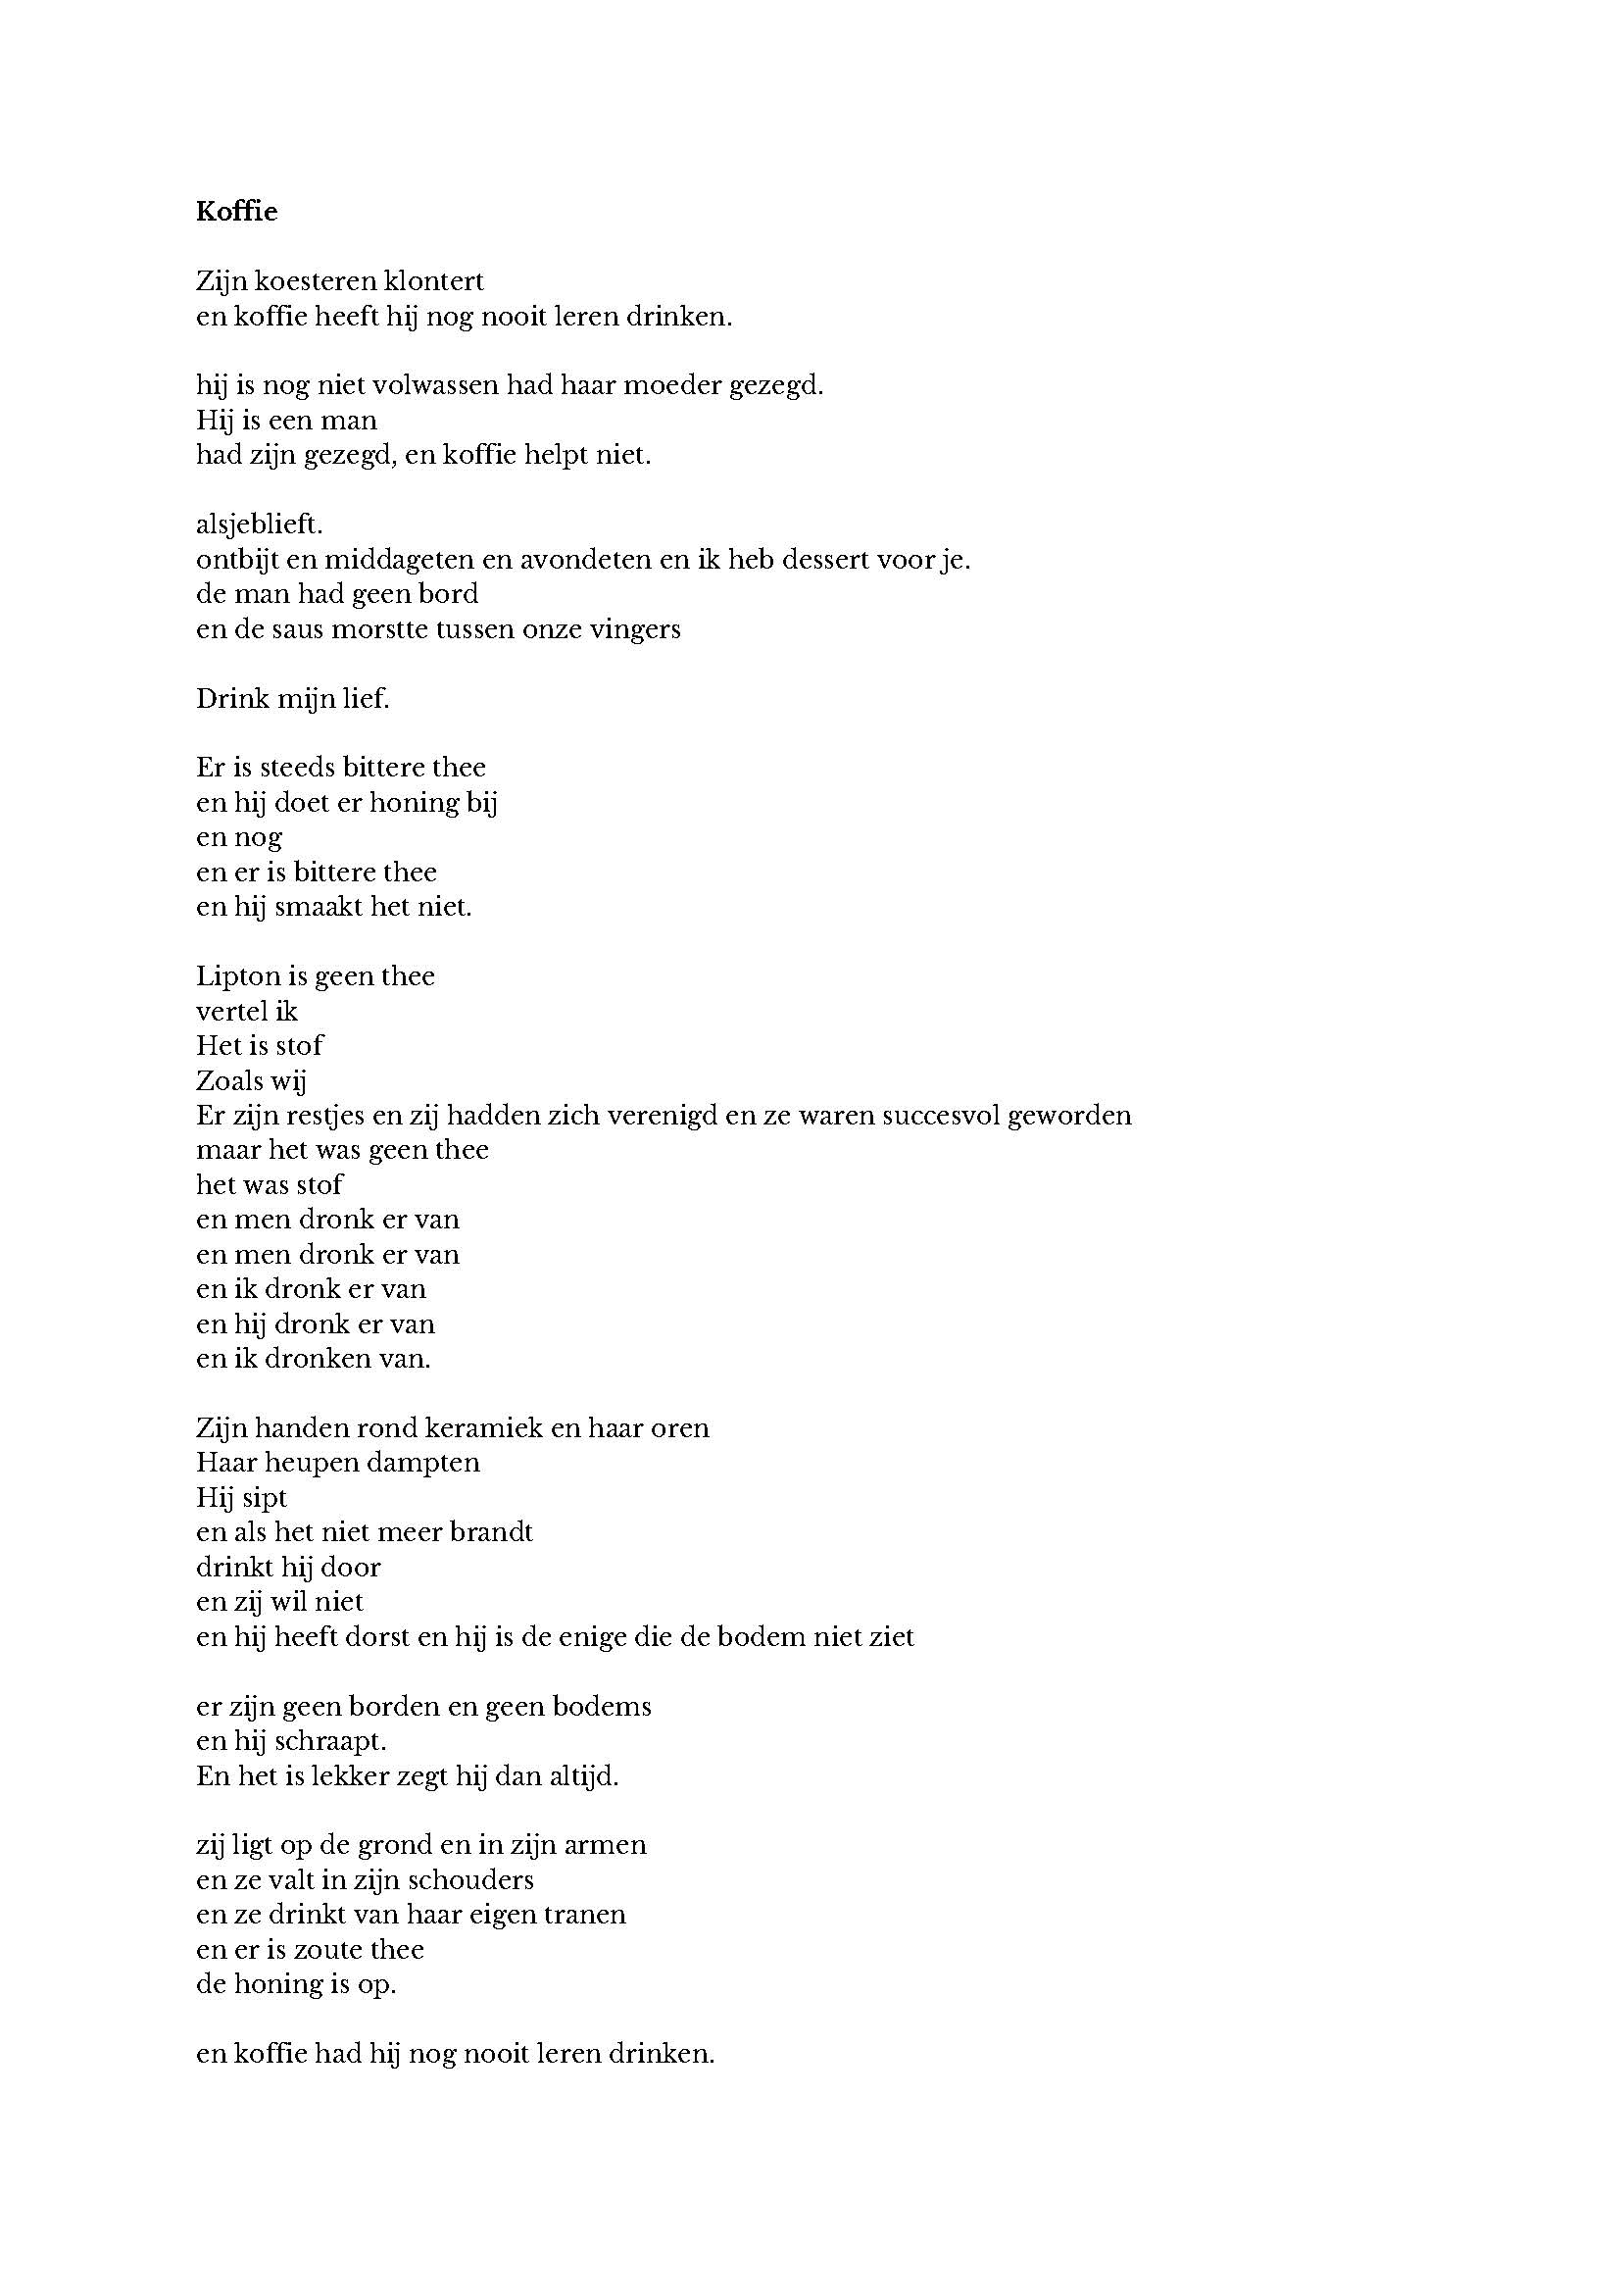 Koffie
Zijn koesteren klontert
en koffie heeft hij nog nooit leren drinken.
hij is nog niet volwassen had haar moeder gezegd.
Hij is een man
had zijn gezegd, en koffie helpt niet.
alsjeblieft.
ontbijt en middageten en avondeten en ik heb dessert voor je.
de man had geen bord
en de saus morstte tussen onze vingers
Drink mijn lief.
Er is steeds bittere thee
en hij doet er honing bij
en nog
en er is bittere thee
en hij smaakt het niet.
Lipton is geen thee
vertel ik
Het is stof
Zoals wij
Er zijn restjes en zij hadden zich verenigd en ze waren succesvol geworden
maar het was geen thee
het was stof
en men dronk er van
en men dronk er van
en ik dronk er van
en hij dronk er van
en ik dronken van.
Zijn handen rond keramiek en haar oren
Haar heupen dampten
Hij sipt
en als het niet meer brandt
drinkt hij door
en zij wil niet
en hij heeft dorst en hij is de enige die de bodem niet ziet
er zijn geen borden en geen bodems
en hij schraapt.
En het is lekker zegt hij dan altijd.
zij ligt op de grond en in zijn armen
en ze valt in zijn schouders
en ze drinkt van haar eigen tranen
en er is zoute thee
de honing is op.
en koffie had hij nog nooit leren drinken.